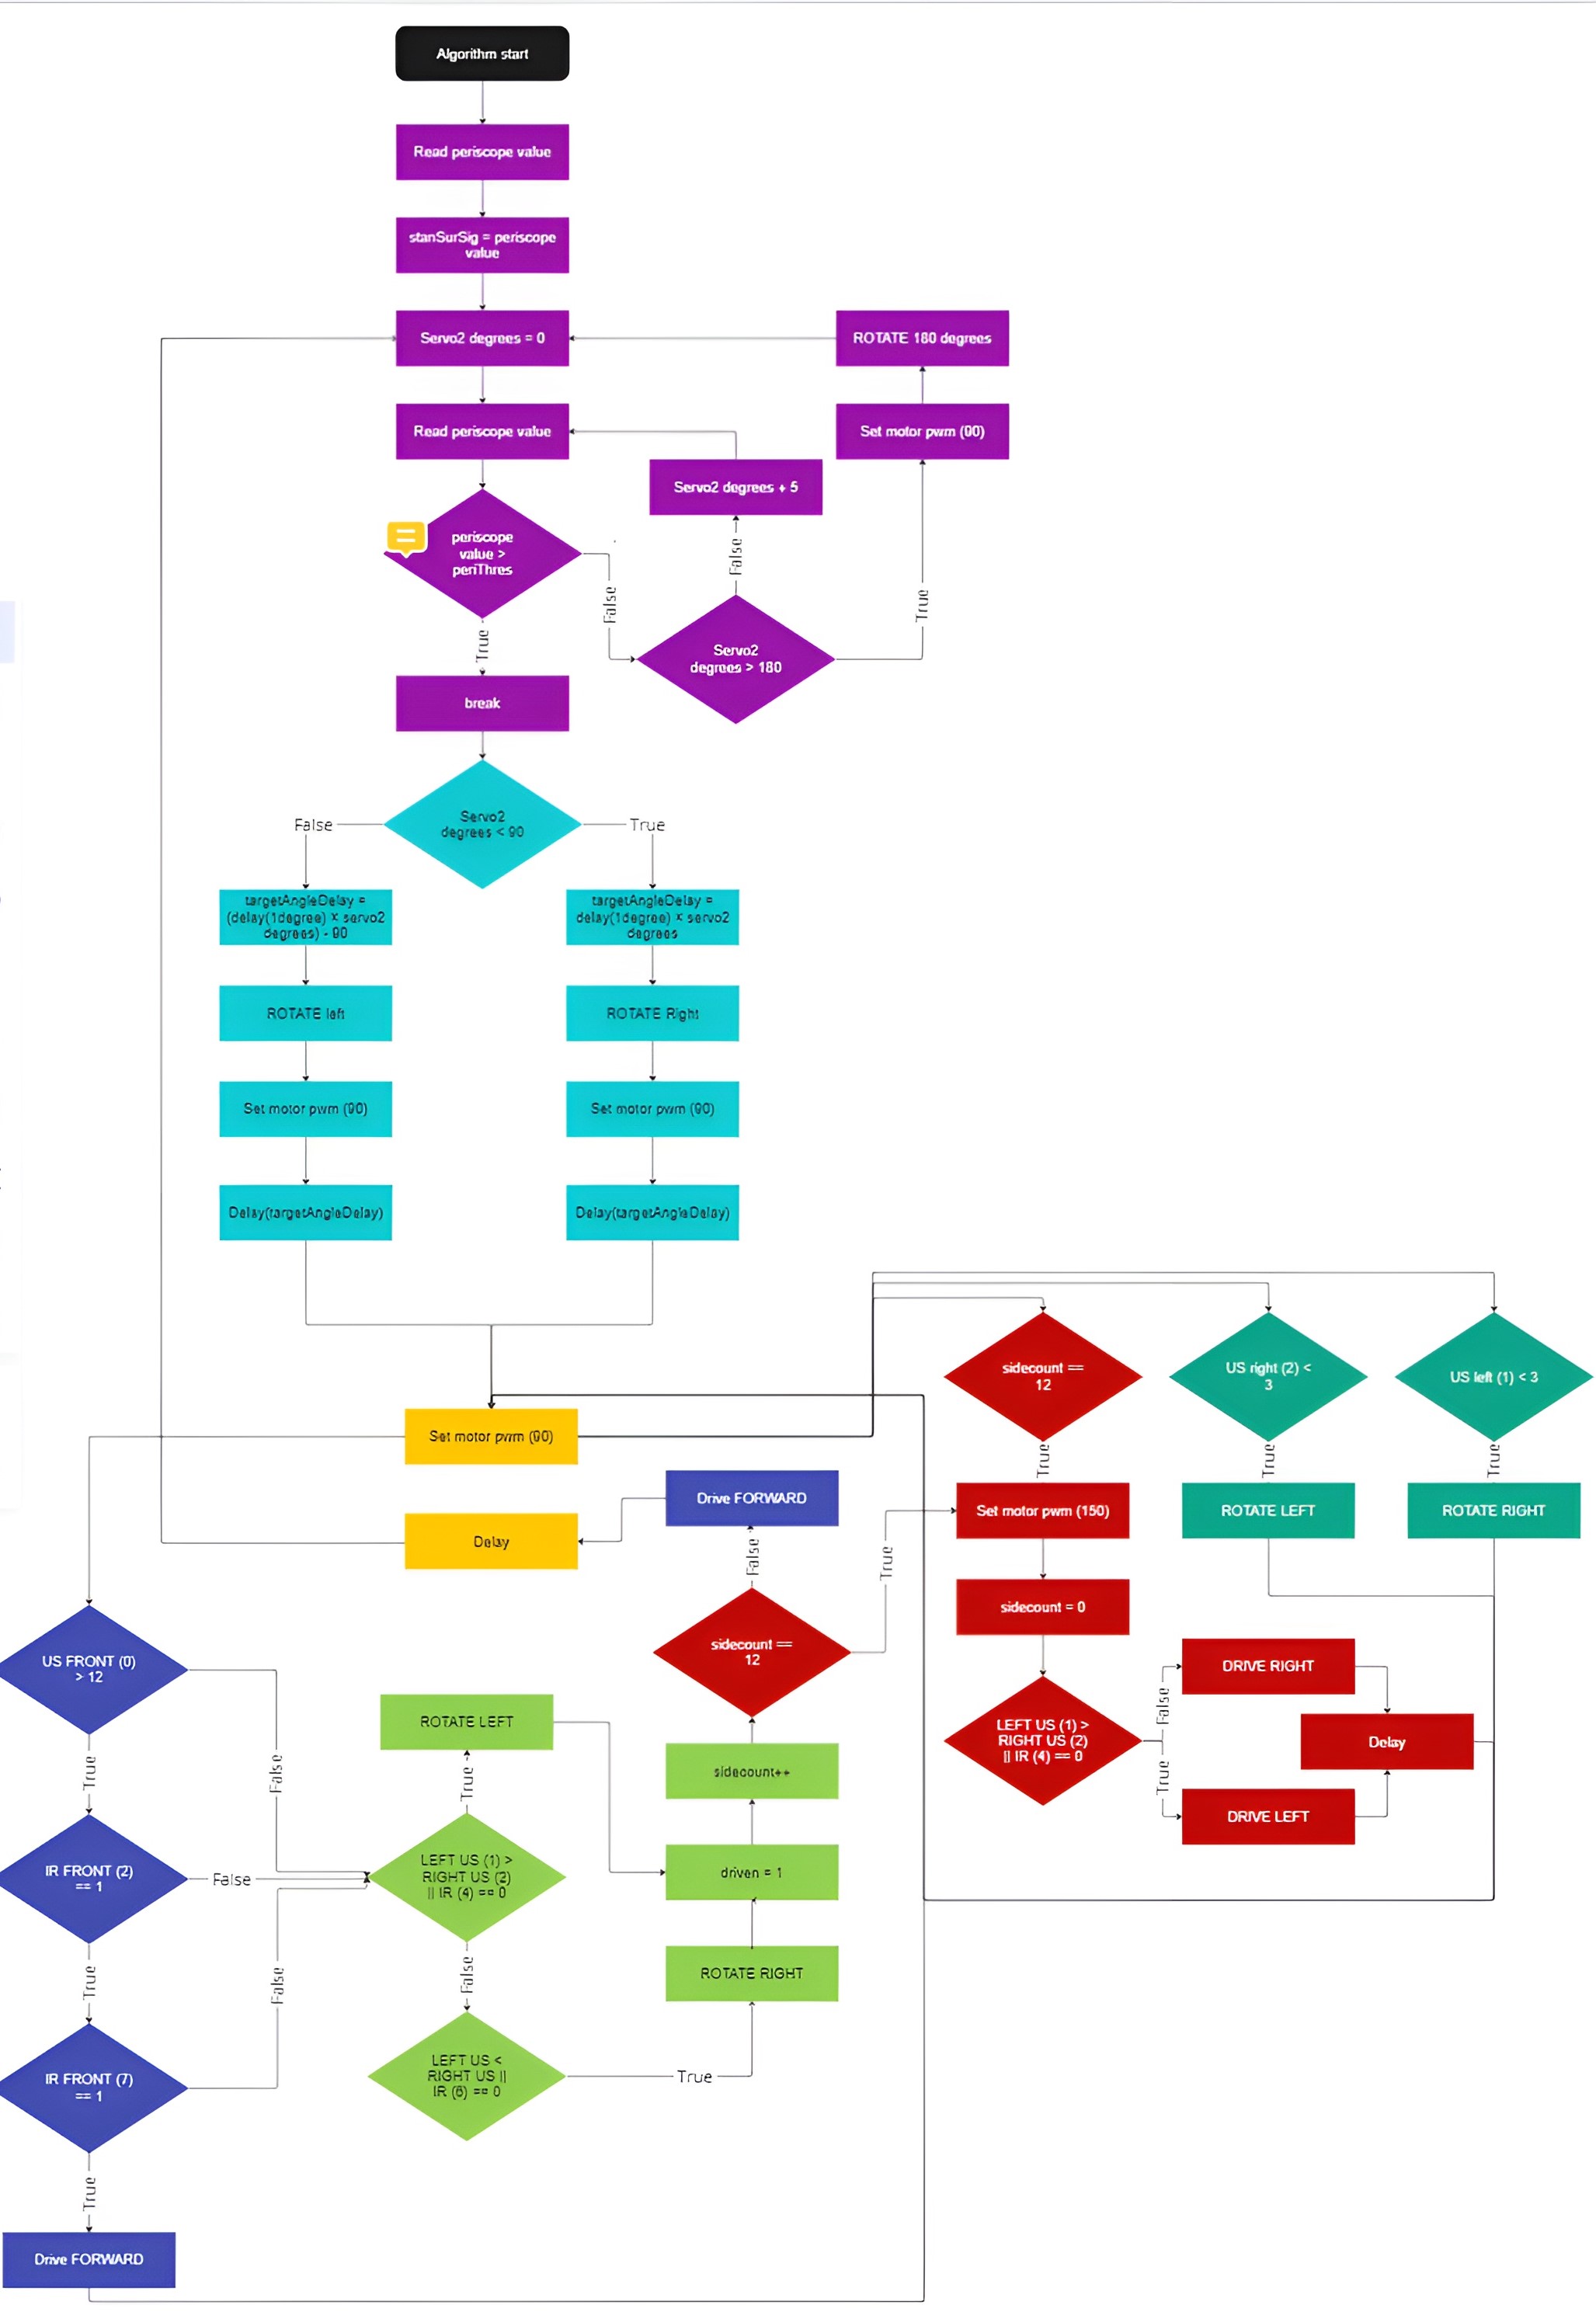 Algorithm start
Read periscope value
stanSurSig = periscope
value
Servo2 degrees = 0
ROTATE 180 degrees
Read periscope value
Set motor pwm (90)
Servo2 degrees + 5
periscope
value >
periThres
False
False
True
True
Servo2
degrees > 180
break
Servo2
degrees < 90
False
True
targetAngleDelay =
(delay(1degree) × servo2
degrees) - 90
targetAngleDelay =
delay(1degree) × servo2
degrees
ROTATE left
ROTATE Right
Set motor pwm (90)
Set motor pwm (90)
Delay(targetAngleDelay)
Delay(targetAngleDelay)
sidecount ==
12
US right (2) <
3
US left (1) < 3
Set motor pwm (90)
True
True
True
Drive FORWARD
Set motor pwm (150)
ROTATE LEFT
ROTATE RIGHT
Delay
False
True
sidecount = 0
sidecount ==
12
US FRONT (0)
> 12
DRIVE RIGHT
False
LEFT US (1) >
RIGHT US (2)
|| IR (4) == 0
Delay
True
DRIVE LEFT
ROTATE LEFT
True
False
True
sidecount++
IR FRONT (2)
== 1
False
LEFT US (1) >
RIGHT US (2)
|| IR (4) == 0
driven = 1
True
False
False
ROTATE RIGHT
IR FRONT (7)
== 1
LEFT US <
RIGHT US ||
IR (6) == 0
True
True
Drive FORWARD